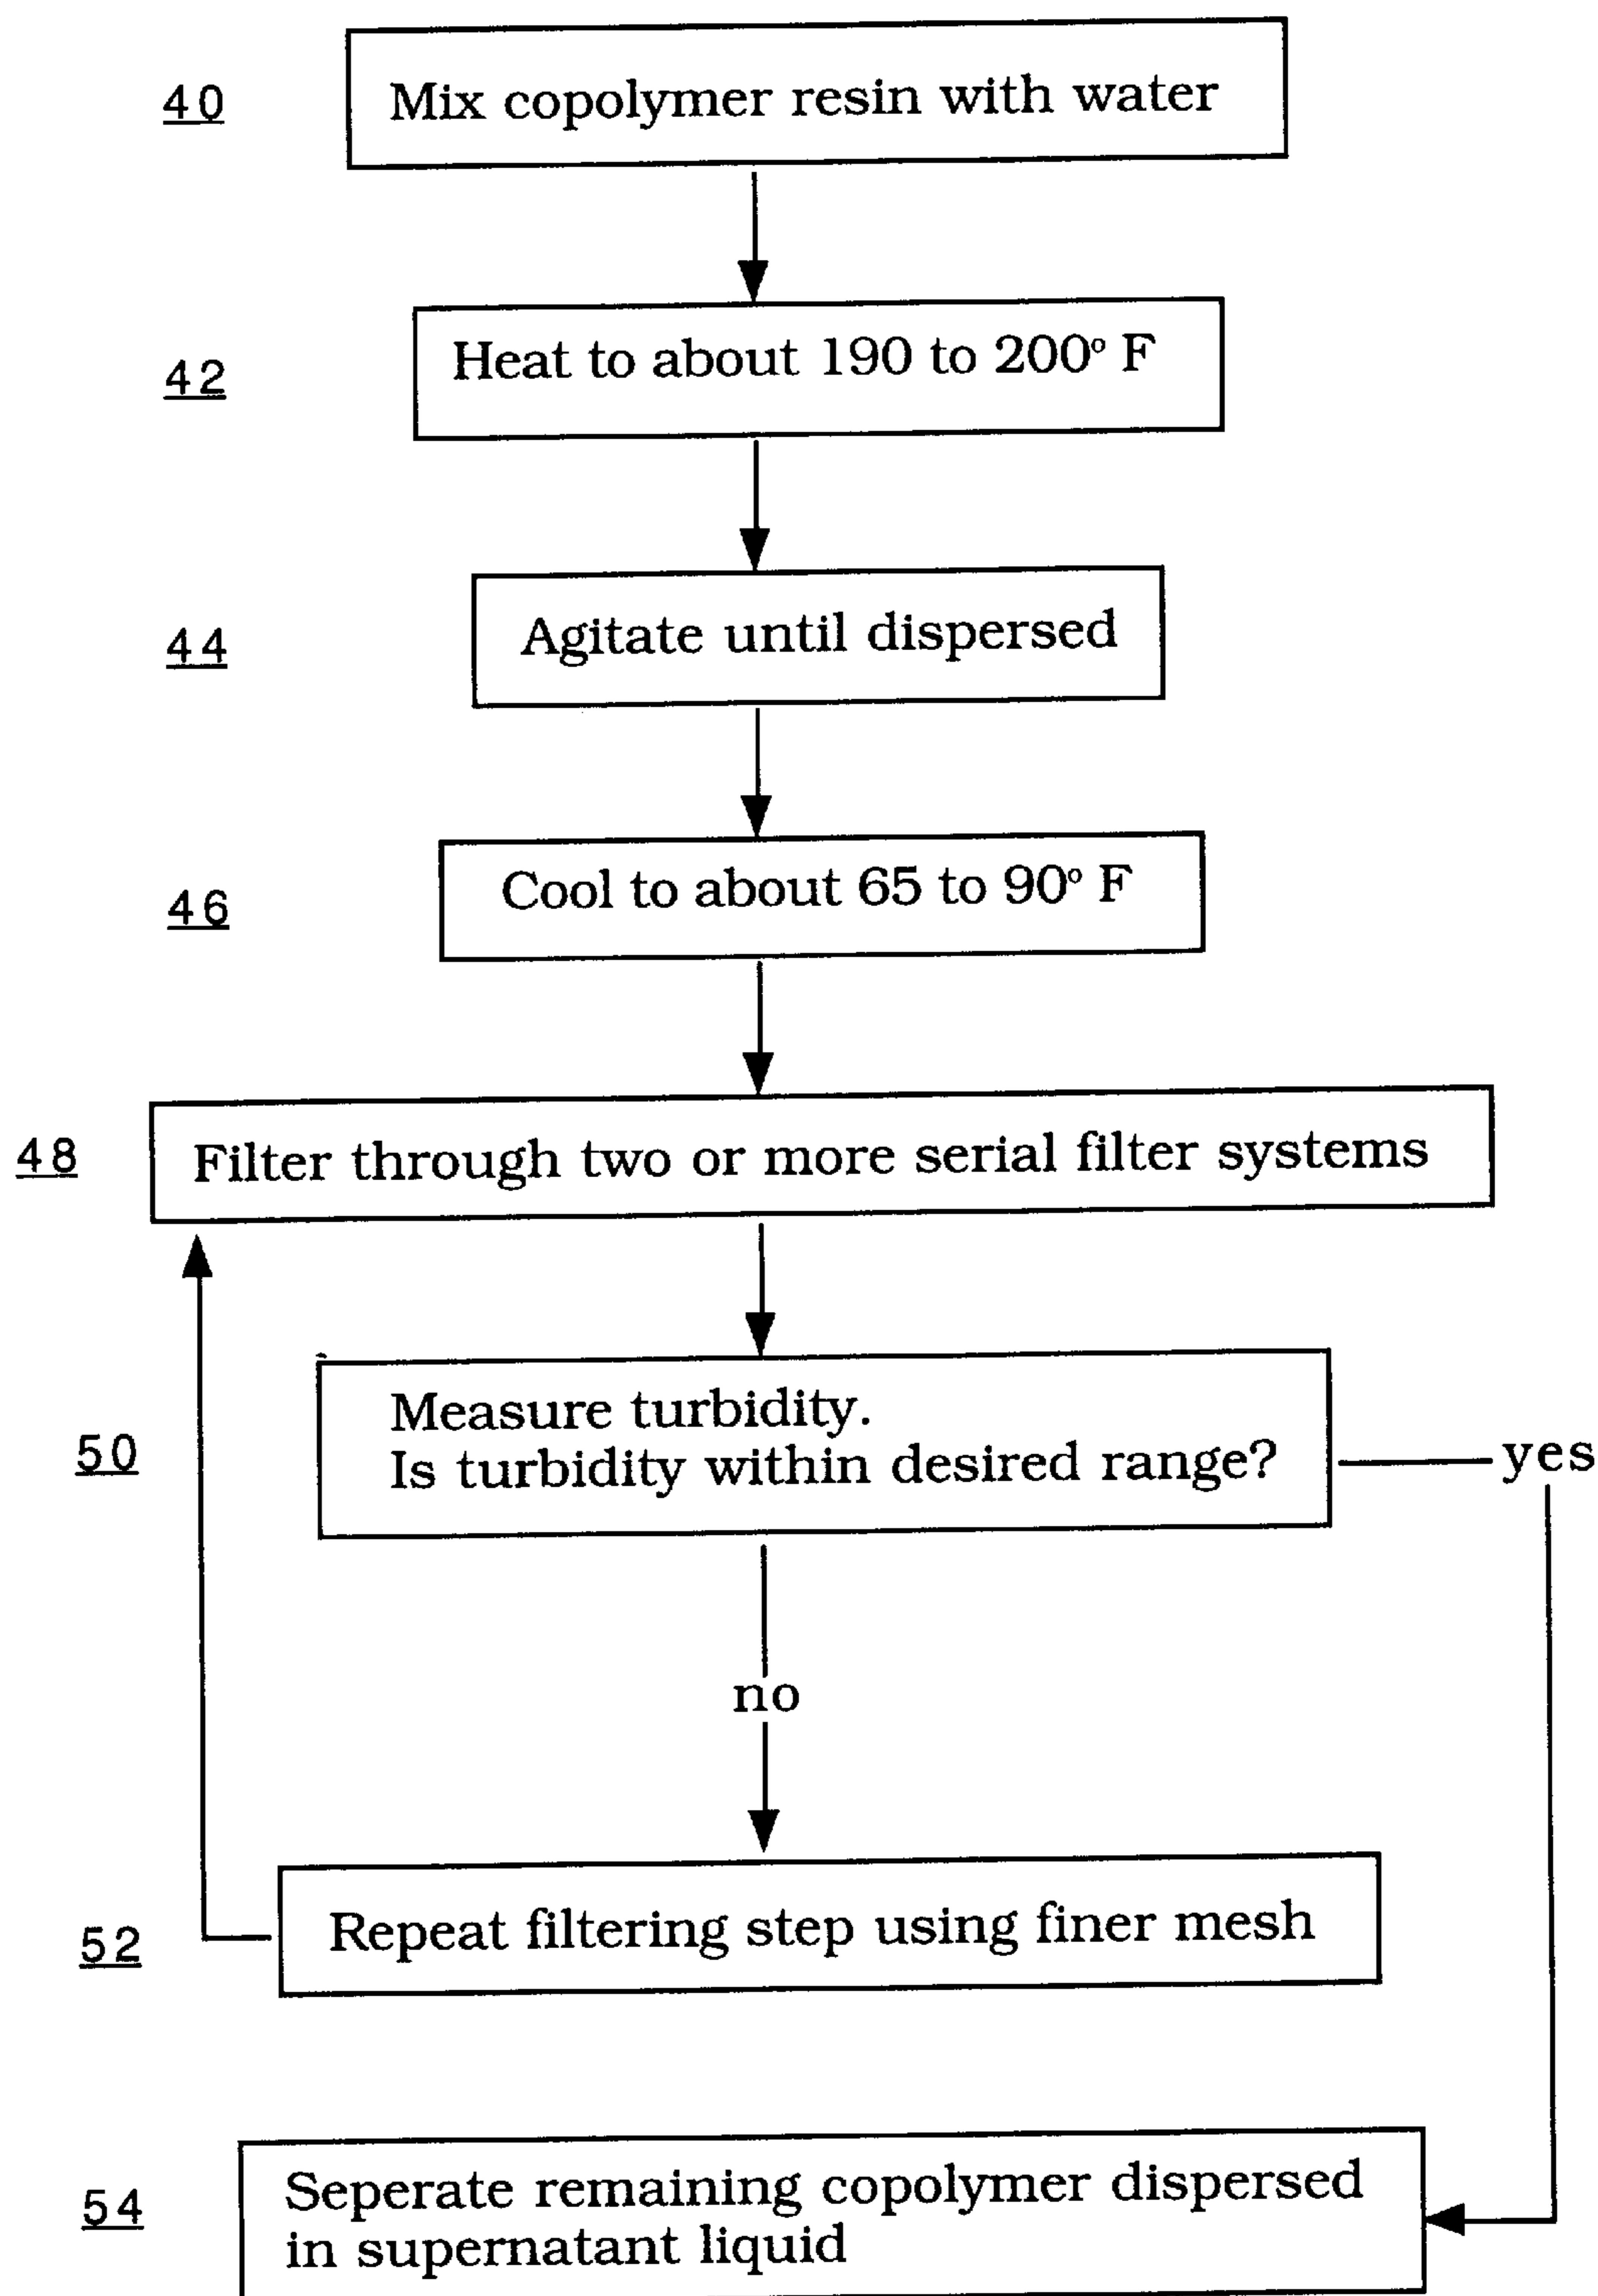 40
Mix copolymer resin with water
42
Heat to about 190 to 200° F
44
Agitate until dispersed
46
Cool to about 65 to 90° F
48
Filter through two or more serial filter systems
50
Measure turbidity.
Is turbidity within desired range?
yes
no
52
Repeat filtering step using finer mesh
54
Seperate remaining copolymer dispersed
in supernatant liquid